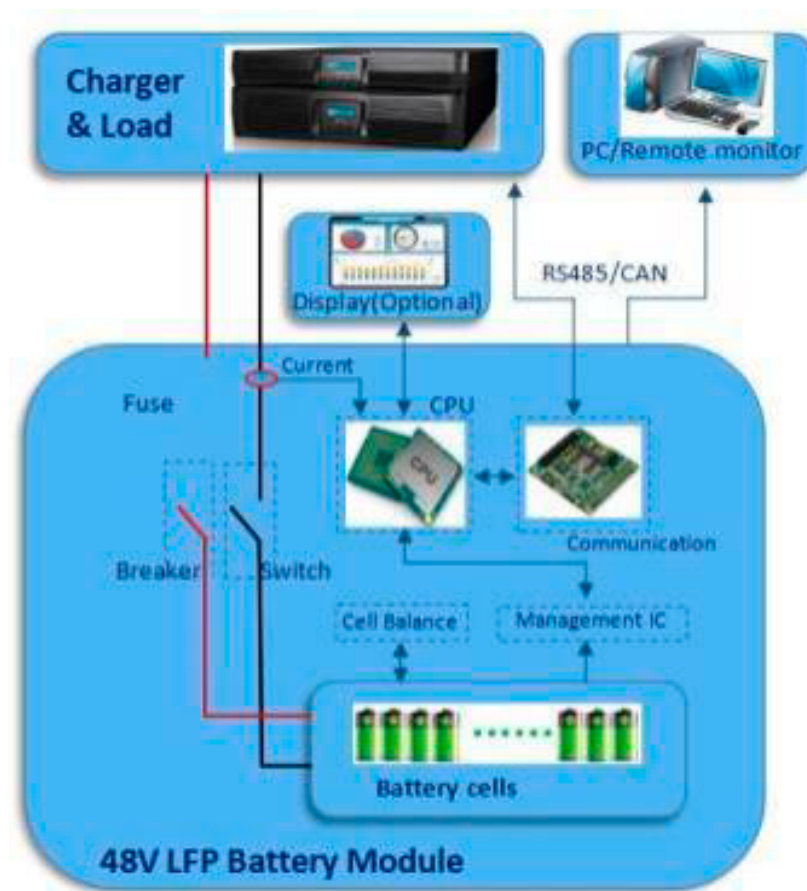 Charger
& Load
PC/Remote monitor
RS485/CAN
Display(Optional)
Current
Fuse
CPU
CPU
Communication
Breaker
Switch
Cell Balance
Management IC
Battery cells
48V LFP Battery Module